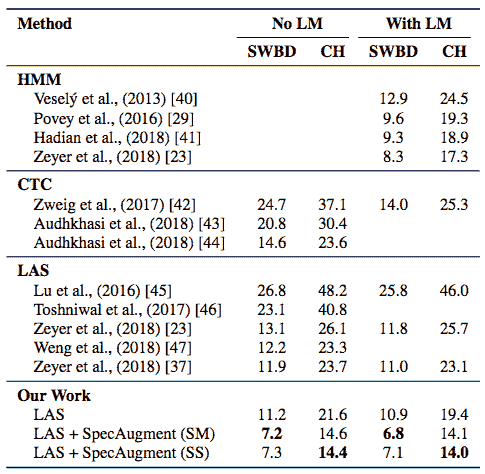 Method No LM With LM
SWBD CH SWBD CH
HMM
Veselý et al., (2013) [40] 12.9 24.5
Povey et al., (2016) [29] 9.6 19.3
Hadian et al., (2018) [41] 9.3 18.9
Zeyer et al., (2018) [23] 8.3 17.3
CTC
Zweig et al., (2017) [42] 24.7 37.1 14.0 25.3
Audhkhasi et al., (2018) [43] 20.8 30.4
Audhkhasi et al., (2018) [44] 14.6 23.6
LAS
Lu et al., (2016) [45] 26.8 48.2 25.8 46.0
Toshniwal et al., (2017) [46] 23.1 40.8
Zeyer et al., (2018) [23] 13.1 26.1 11.8 25.7
Weng et al., (2018) [47] 12.2 23.3
Zeyer et al., (2018) [37] 11.9 23.7 11.0 23.1
Our Work
LAS 11.2 21.6 10.9 19.4
LAS + SpecAugment (SM) 7.2 14.6 6.8 14.1
LAS + SpecAugment (SS) 7.3 14.4 7.1 14.0